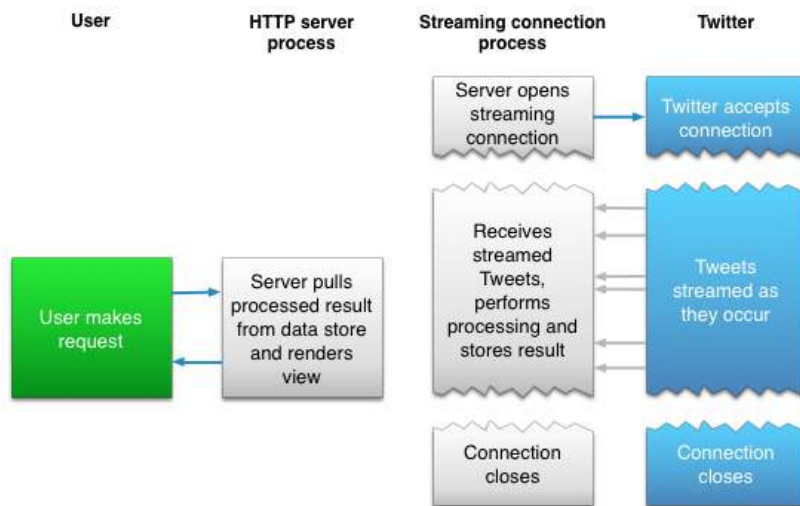 User
HTTP server
process
Streaming connection
process
Twitter
Server opens
streaming
connection
Twitter accepts
connection
User makes
request
Server pulls
processed result
from data store
and renders
view
Receives
streamed
Tweets,
performs
processing and
stores result
Tweets
streamed as
they occur
Connection
closes
Connection
closes